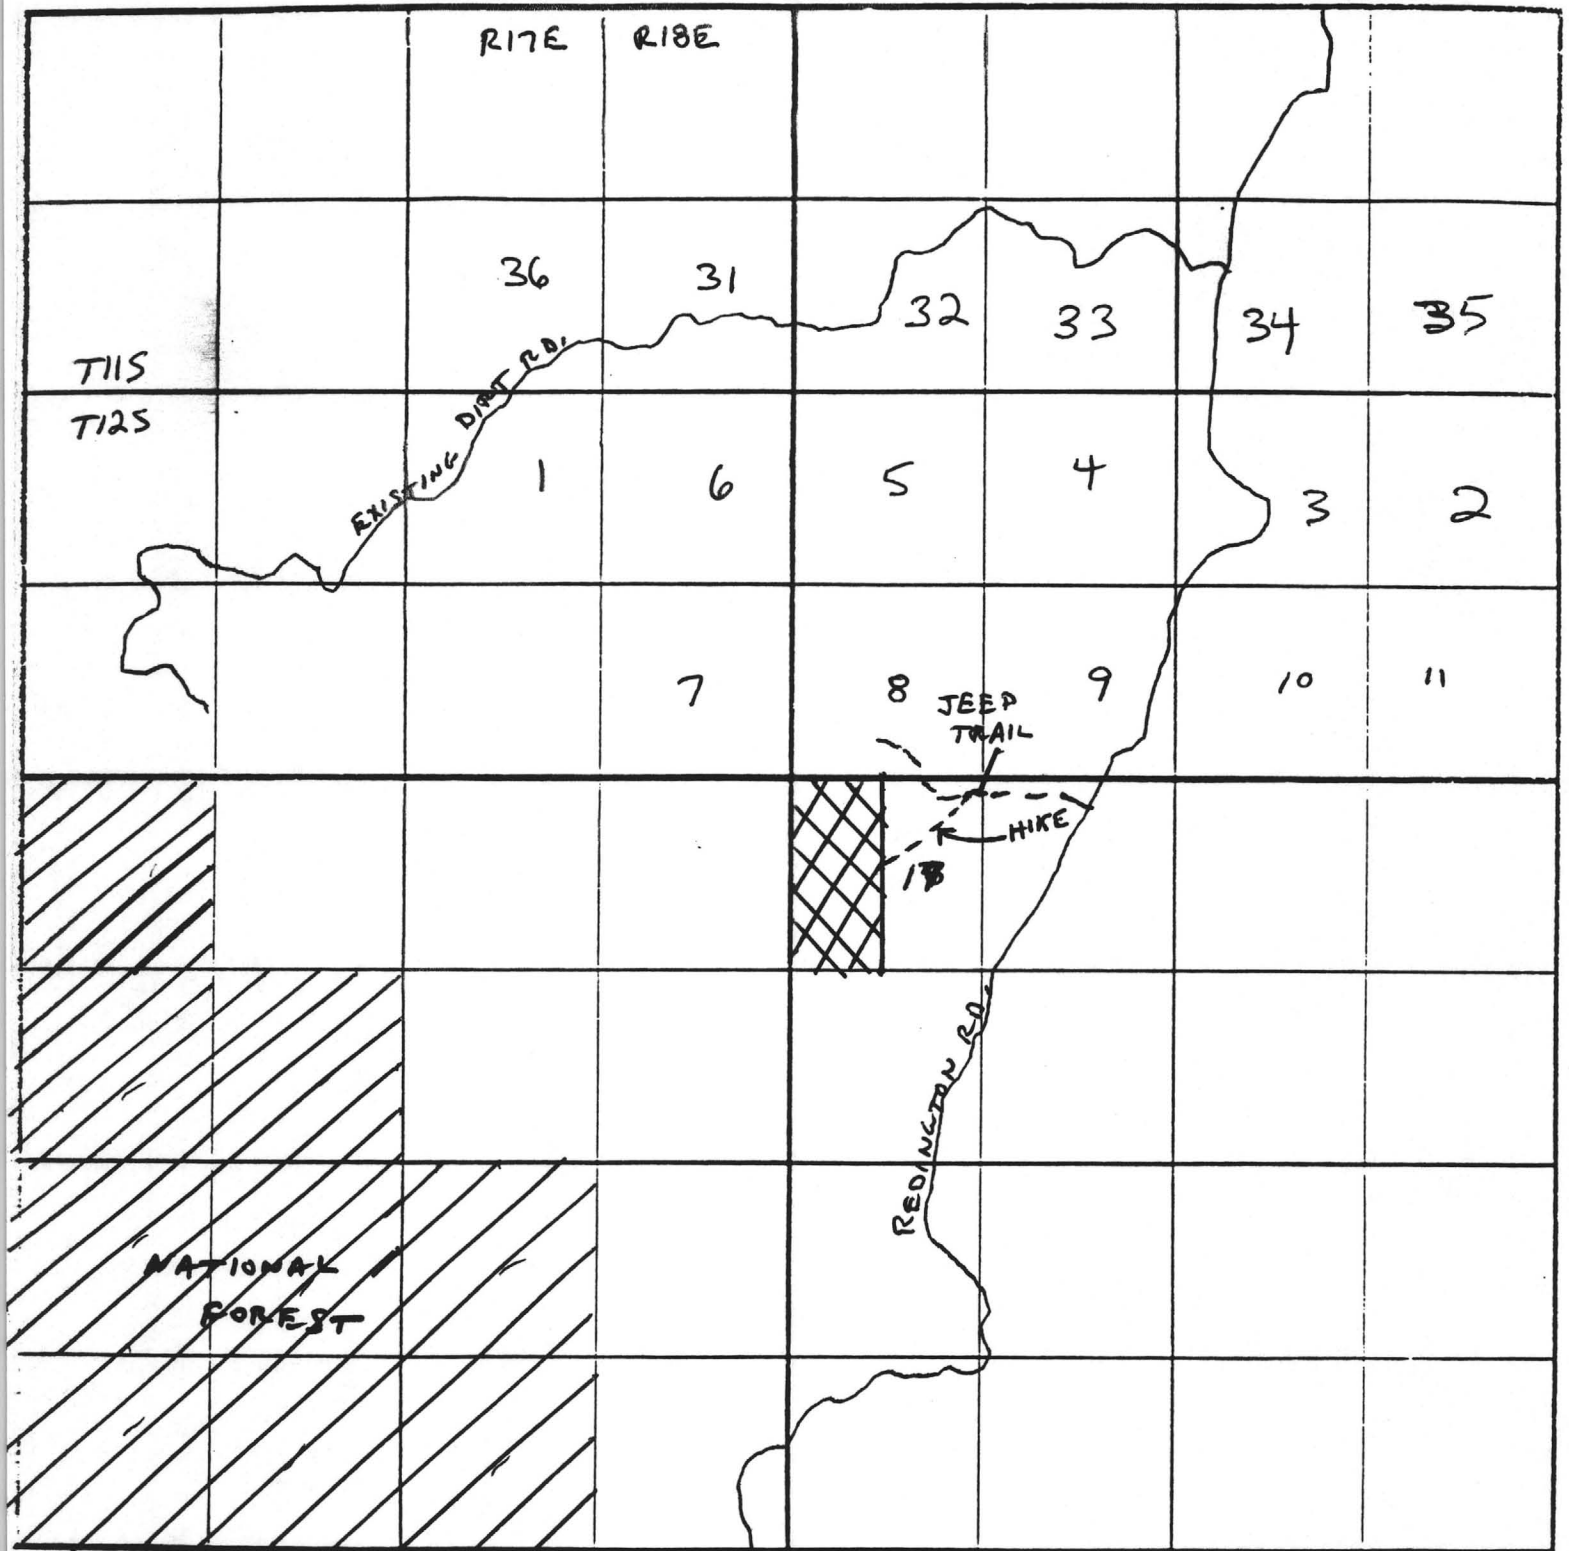 R17E R18E
36 31
32 33 34 35
T11S
T12S
EXISTING DIRT RD.
1 6 5 4 3 2
7 8 9 10 11
JEEP
TRAIL
HIKE
REDINGTON RD.
NATIONAL
FOREST